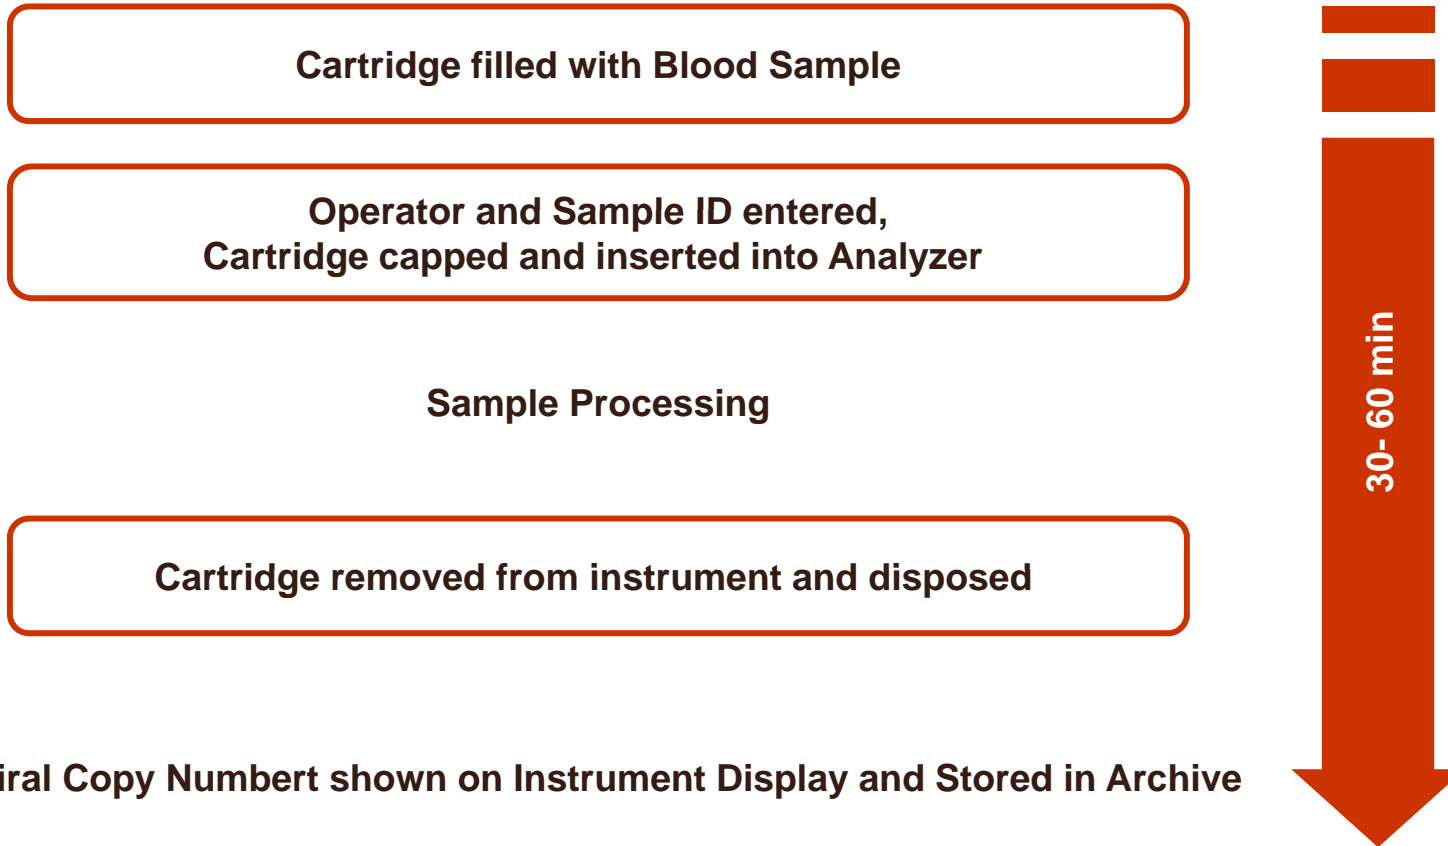 Cartridge filled with Blood Sample
Operator and Sample ID entered,
Cartridge capped and inserted into Analyzer
Sample Processing
30- 60 min
Cartridge removed from instrument and disposed
iral Copy Numbert shown on Instrument Display and Stored in Archive